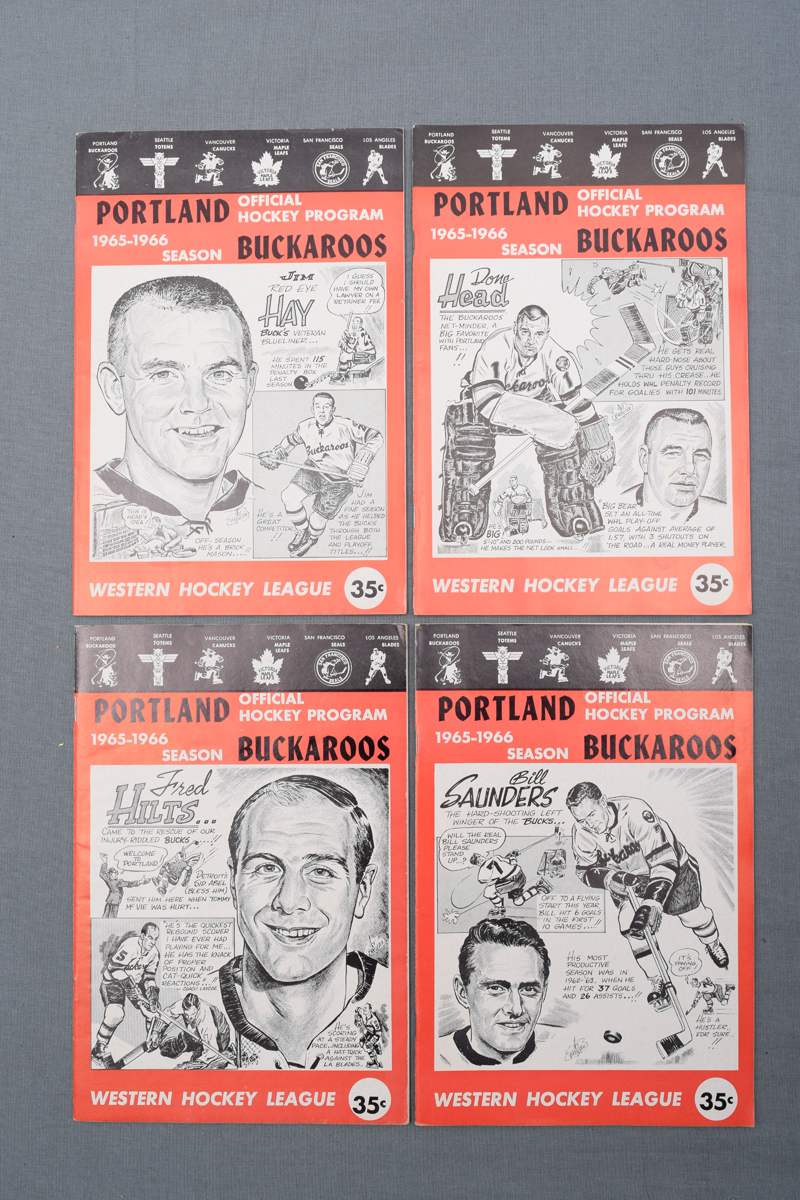 PORTLAND
BUCKAROOS
SEATTLE
TOTEMS
VANCOUVER
CANUCKS
VICTORIA
MAPLE
LEAFS
SAN FRANCISCO
SEALS
LOS ANGELES
BLADES
PORTLAND OFFICIAL
HOCKEY PROGRAM
1965-1966
SEASON BUCKAROOS
JIM
"RED EYE"
HAY
BUCK'S VETERAN
BLUELINER...
I GUESS
I SHOULD
HAVE MY OWN
LAWYER ON A
RETAINER FEE
!!
HE SPENT 115
MINUTES IN THE
PENALTY BOX
LAST
SEASON
Buckaroos
HE'S A
GREAT
COMPETITOR
!!
JIM
HAD A
FINE SEASON
AS HE HELPED
THE BUCKS
THROUGH BOTH
THE LEAGUE
AND PLAYOFF
TITLES...!!
OFF-SEASON
HE'S A BRICK
MASON...!!
WESTERN HOCKEY LEAGUE 35¢
PORTLAND
BUCKAROOS
SEATTLE
TOTEMS
VANCOUVER
CANUCKS
VICTORIA
MAPLE
LEAFS
SAN FRANCISCO
SEALS
LOS ANGELES
BLADES
PORTLAND OFFICIAL
HOCKEY PROGRAM
1965-1966
SEASON BUCKAROOS
Done
Head
THE BUCKAROOS'
NET-MINDER, A
BIG FAVORITE
WITH PORTLAND
FANS...
!!
HE GETS REAL
HARD-NOSE ABOUT
THOSE GUYS CRUISING
THRU HIS CREASE...HE
HOLDS WHL PENALTY RECORD
FOR GOALIES WITH 101 MINUTES
HE'S
BIG
5'-10" AND 200 POUNDS—
HE MAKES THE NET LOOK SMALL...
BIG BEAR
SET AN ALL-TIME
WHL PLAY-OFF
GOALS AGAINST AVERAGE OF
1.57, WITH 3 SHUTOUTS ON
THE ROAD...A REAL MONEY PLAYER
WESTERN HOCKEY LEAGUE 35¢
PORTLAND
BUCKAROOS
SEATTLE
TOTEMS
VANCOUVER
CANUCKS
VICTORIA
MAPLE
LEAFS
SAN FRANCISCO
SEALS
LOS ANGELES
BLADES
PORTLAND OFFICIAL
HOCKEY PROGRAM
1965-1966
SEASON BUCKAROOS
Fred
HILTS...
CAME TO THE RESCUE OF OUR
INJURY-RIDDLED BUCKS...!!
WELCOME
TO
PORTLAND
DETROIT'S
SID ABEL
(BLESS HIM)
SENT HIM HERE WHEN TOMMY
McVIE WAS HURT...
"HE'S THE QUICKEST
REBOUND SCORER
I HAVE EVER HAD
PLAYING FOR ME...
HE HAS THE KNACK
OF PROPER
POSITION AND
CAT-QUICK
REACTIONS..."
- COACH LAYCOE
HE'S
SCORING
AT A STEADY
PACE..INCLUDING
A HAT-TRICK
AGAINST THE
L.A. BLADES..
WESTERN HOCKEY LEAGUE 35¢
PORTLAND
BUCKAROOS
SEATTLE
TOTEMS
VANCOUVER
CANUCKS
VICTORIA
MAPLE
LEAFS
SAN FRANCISCO
SEALS
LOS ANGELES
BLADES
PORTLAND OFFICIAL
HOCKEY PROGRAM
1965-1966
SEASON BUCKAROOS
Bill
SAUNDERS
THE HARD-SHOOTING LEFT
WINGER OF THE BUCKS...
WILL THE REAL
BILL SAUNDERS
PLEASE
STAND
UP..?
OFF TO A FLYING
START THIS YEAR
BILL HIT 6 GOALS
IN THE FIRST
10 GAMES...!!
HIS MOST
PRODUCTIVE
SEASON WAS IN
1962-63, WHEN HE
HIT FOR 37 GOALS
AND 26 ASSISTS...!!
IT'S
PAYING
OFF
HE'S A
HUSTLER
FOR SURE..
!!
WESTERN HOCKEY LEAGUE 35¢